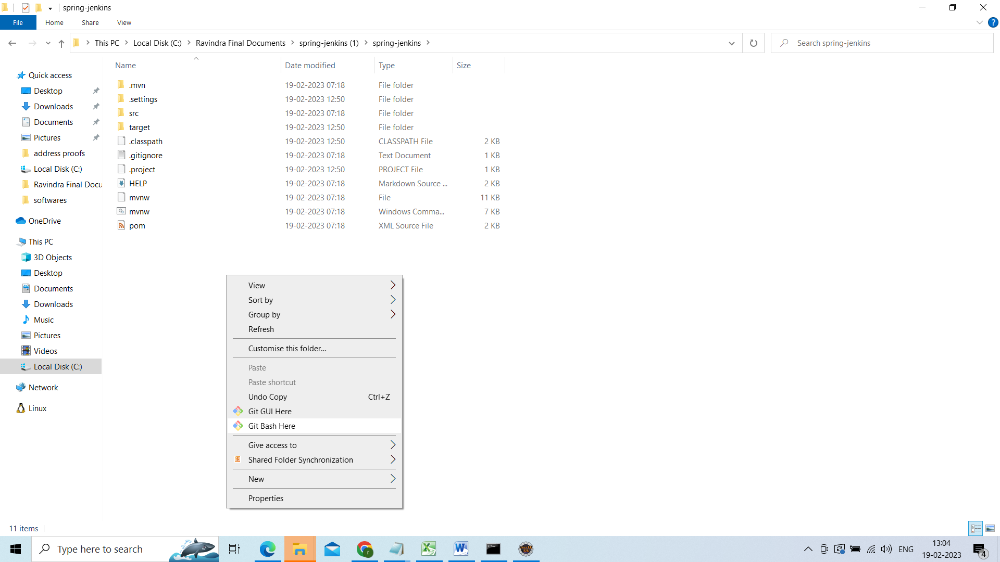 spring-jenkins
File Home Share View
This PC Local Disk (C:) Ravindra Final Documents spring-jenkins (1) spring-jenkins
Search spring-jenkins
Name Date modified Type Size
.mvn 19-02-2023 07:18 File folder
.settings 19-02-2023 12:50 File folder
src 19-02-2023 07:18 File folder
target 19-02-2023 12:50 File folder
.classpath 19-02-2023 12:50 CLASSPATH File 2 KB
.gitignore 19-02-2023 07:18 Text Document 1 KB
.project 19-02-2023 12:50 PROJECT File 1 KB
HELP 19-02-2023 07:18 Markdown Source ... 2 KB
mvnw 19-02-2023 07:18 File 11 KB
mvnw 19-02-2023 07:18 Windows Comma... 7 KB
pom 19-02-2023 07:18 XML Source File 2 KB
Quick access
Desktop
Downloads
Documents
Pictures
address proofs
Local Disk (C:)
Ravindra Final Docu
softwares
OneDrive
This PC
3D Objects
Desktop
Documents
Downloads
Music
Pictures
Videos
Local Disk (C:)
Network
Linux
View
Sort by
Group by
Refresh
Customise this folder...
Paste
Paste shortcut
Undo Copy Ctrl+Z
Git GUI Here
Git Bash Here
Give access to
Shared Folder Synchronization
New
Properties
11 items
Type here to search
ENG
13:04
19-02-2023
4